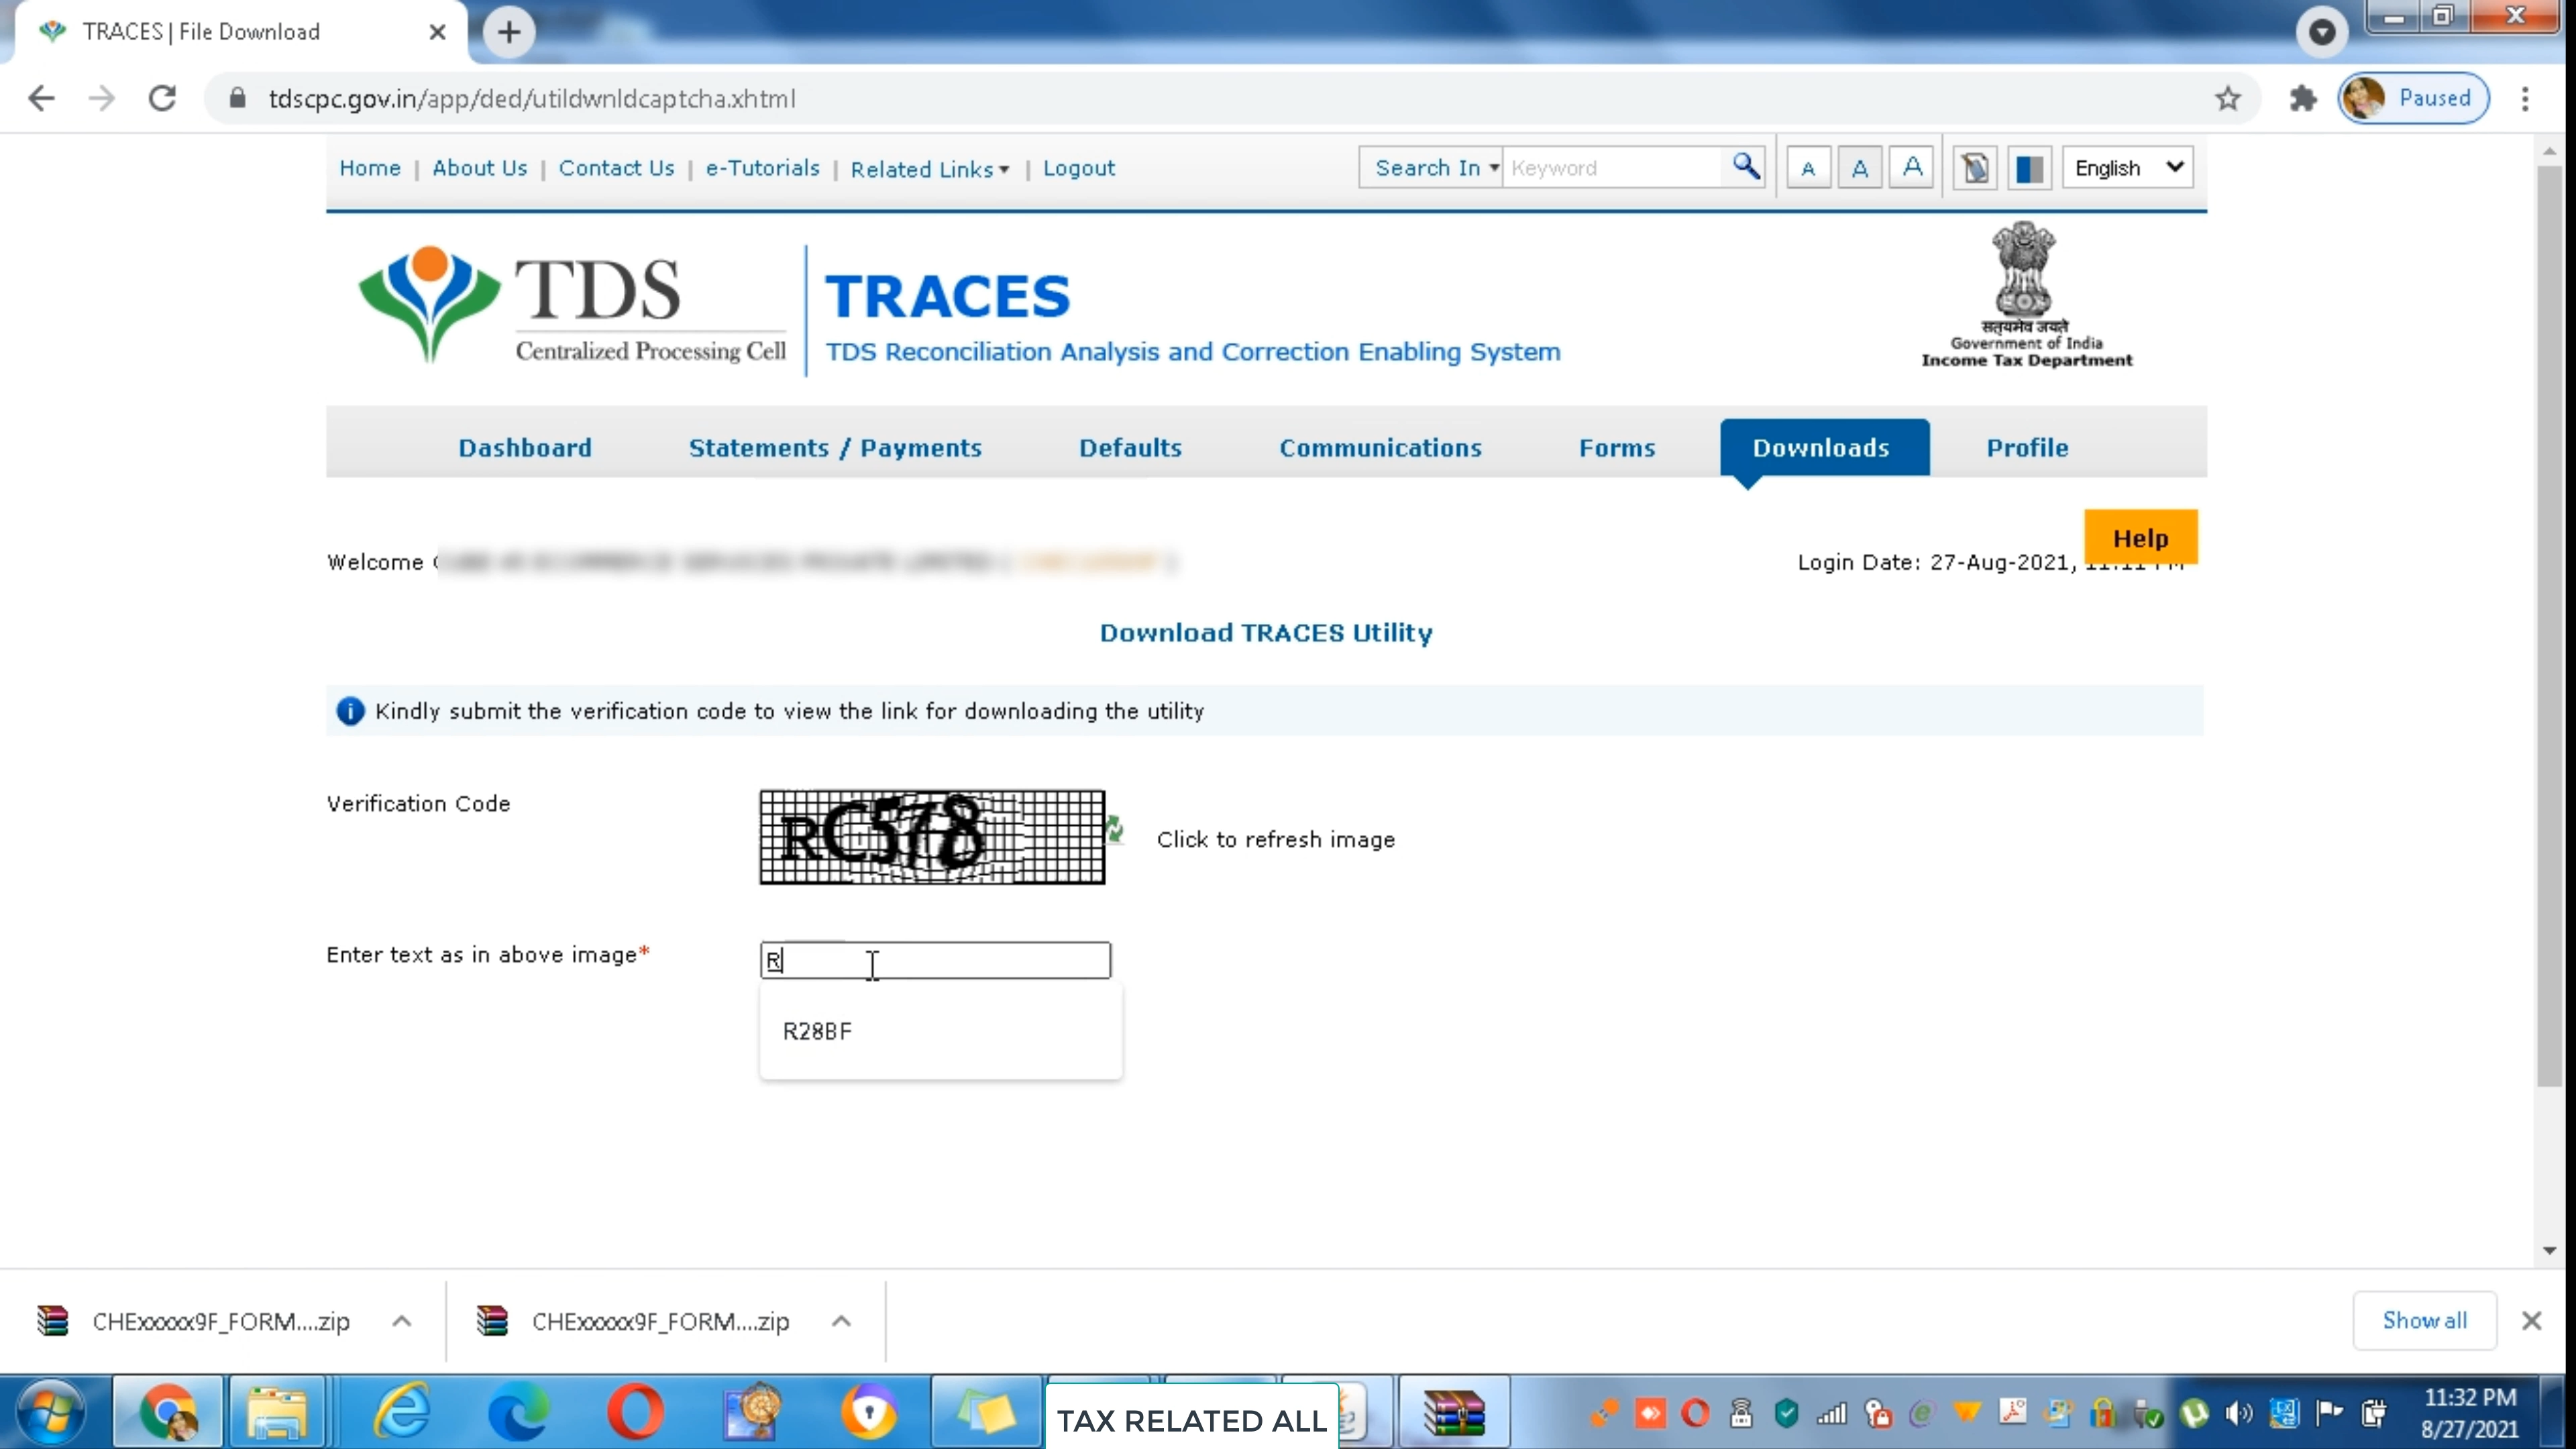 TRACES | File Download
tdscpc.gov.in/app/ded/utildwnldcaptcha.xhtml
Paused
Home | About Us | Contact Us | e-Tutorials | Related Links | Logout
Search In Keyword A A A English
TDS
Centralized Processing Cell
TRACES
TDS Reconciliation Analysis and Correction Enabling System
सत्यमेव जयते
Government of India
Income Tax Department
Dashboard Statements / Payments Defaults Communications Forms Downloads Profile
Help
Welcome
Login Date: 27-Aug-2021,
Download TRACES Utility
Kindly submit the verification code to view the link for downloading the utility
Verification Code
RC578
Click to refresh image
Enter text as in above image*
R
R28BF
CHExxxxx9F_FORM....zip
CHExxxxx9F_FORM....zip
Show all
TAX RELATED ALL
11:32 PM
8/27/2021